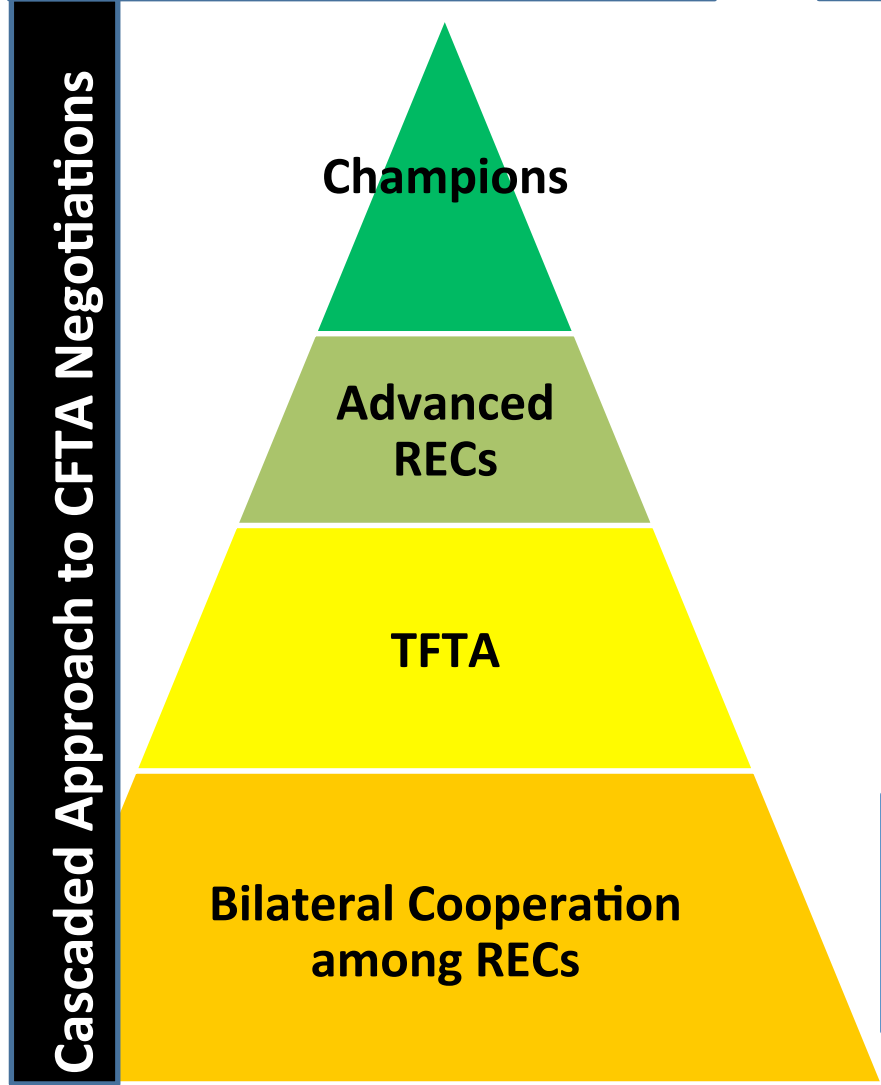 Cascaded Approach to CFTA Negotiations
Champions
Advanced
RECs
TFTA
Bilateral Cooperation
among RECs